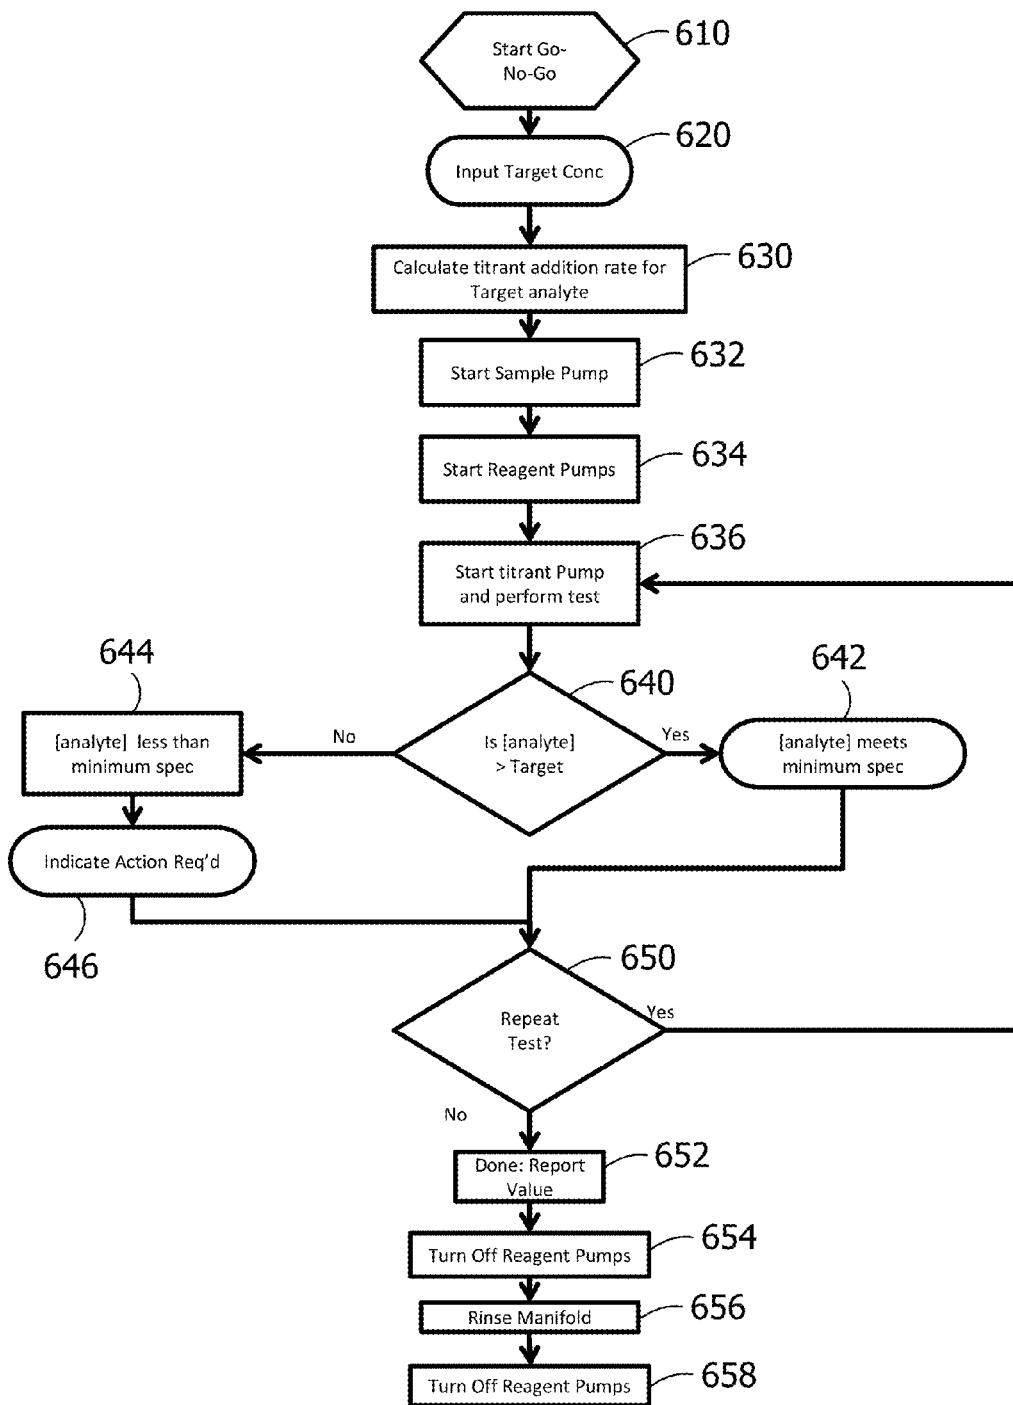 Start Go-
No-Go
610
620
Input Target Conc
630
Calculate titrant addition rate for
Target analyte
632
Start Sample Pump
634
Start Reagent Pumps
636
Start titrant Pump
and perform test
644
640
642
[analyte] less than
minimum spec
No
Is [analyte]
> Target
Yes
[analyte] meets
minimum spec
Indicate Action Req'd
646
650
Repeat
Test?
Yes
No
652
Done: Report
Value
654
Turn Off Reagent Pumps
656
Rinse Manifold
658
Turn Off Reagent Pumps